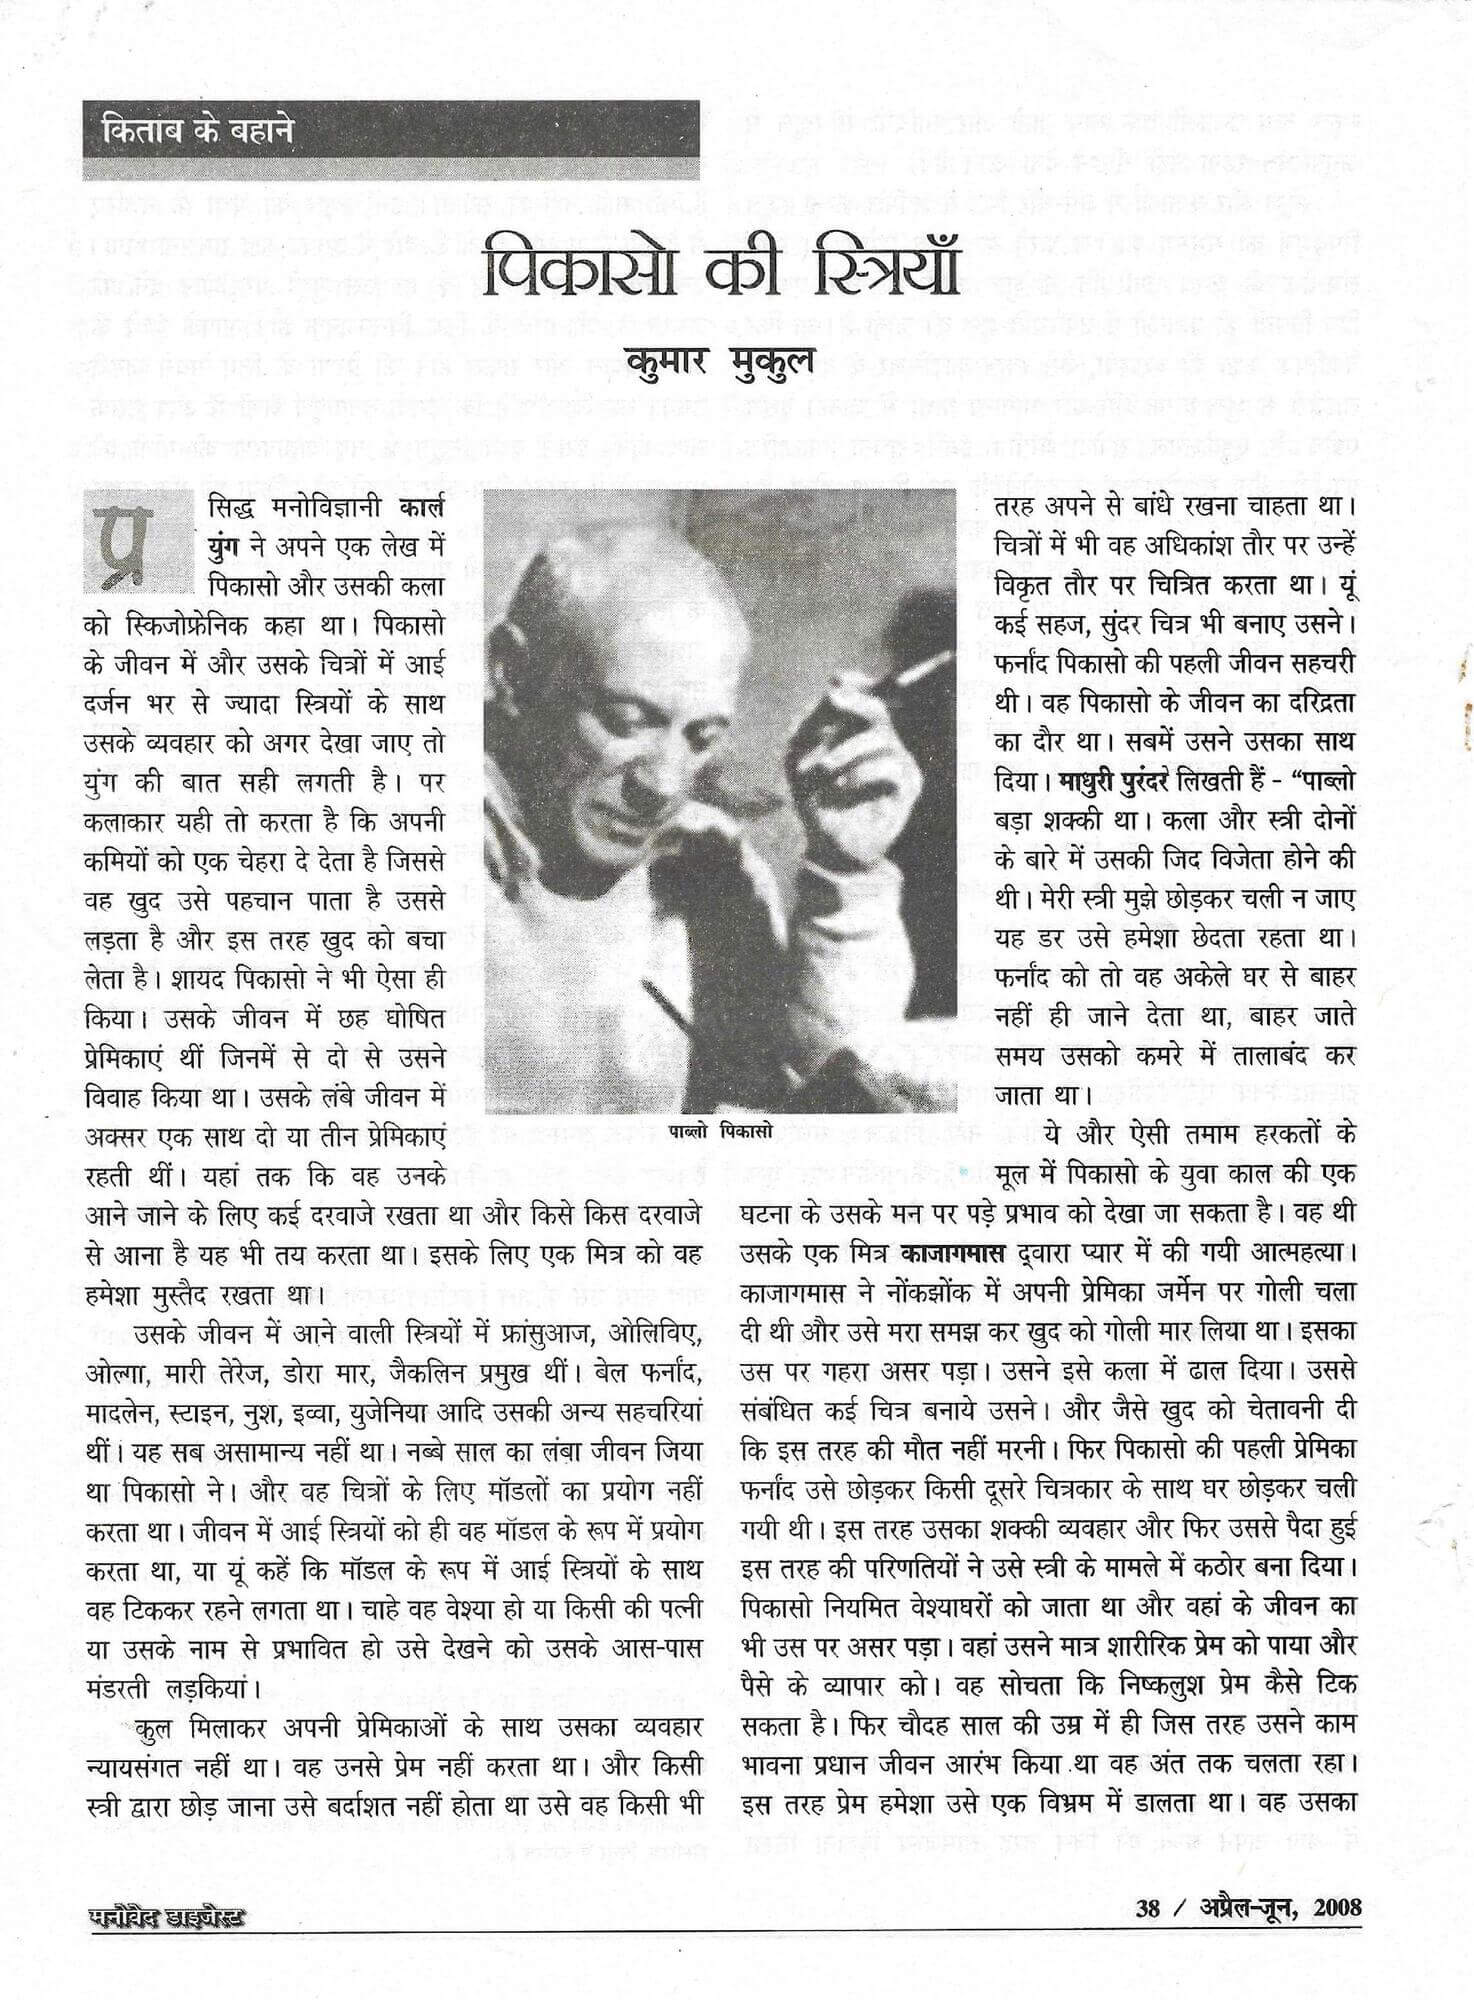 किताब के बहाने
पिकासो की स्त्रियाँ
कुमार मुकुल
प्रसिद्ध मनोविज्ञानी कार्ल
युंग ने अपने एक लेख में
पिकासो और उसकी कला
को स्किजोफ्रेनिक कहा था। पिकासो
के जीवन में और उसके चित्रों में आई
दर्जन भर से ज्यादा स्त्रियों के साथ
उसके व्यवहार को अगर देखा जाए तो
युंग की बात सही लगती है। पर
कलाकार यही तो करता है कि अपनी
कमियों को एक चेहरा दे देता है जिससे
वह खुद उसे पहचान पाता है उससे
लड़ता है और इस तरह खुद को बचा
लेता है। शायद पिकासो ने भी ऐसा ही
किया। उसके जीवन में छह घोषित
प्रेमिकाएं थीं जिनमें से दो से उसने
विवाह किया था। उसके लंबे जीवन में
अक्सर एक साथ दो या तीन प्रेमिकाएं
रहती थीं। यहां तक कि वह उनके
आने जाने के लिए कई दरवाजे रखता था और किसे किस दरवाजे
से आना है यह भी तय करता था। इसके लिए एक मित्र को वह
हमेशा मुस्तैद रखता था।
उसके जीवन में आने वाली स्त्रियों में फ्रांसुआज, ओलिविए,
ओल्गा, मारी तेरेज, डोरा मार, जैकलिन प्रमुख थीं। बेल फर्नांद,
मादलेन, स्टाइन, नुश, इव्वा, युजेनिया आदि उसकी अन्य सहचरियां
थीं। यह सब असामान्य नहीं था। नब्बे साल का लंबा जीवन जिया
था पिकासो ने। और वह चित्रों के लिए मॉडलों का प्रयोग नहीं
करता था। जीवन में आई स्त्रियों को ही वह मॉडल के रूप में प्रयोग
करता था, या यूं कहें कि मॉडल के रूप में आई स्त्रियों के साथ
वह टिककर रहने लगता था। चाहे वह वेश्या हो या किसी की पत्नी
या उसके नाम से प्रभावित हो उसे देखने को उसके आस-पास
मंडरती लड़कियां।
कुल मिलाकर अपनी प्रेमिकाओं के साथ उसका व्यवहार
न्यायसंगत नहीं था। वह उनसे प्रेम नहीं करता था। और किसी
स्त्री द्वारा छोड़ जाना उसे बर्दाशत नहीं होता था उसे वह किसी भी
पाब्लो पिकासो
तरह अपने से बांधे रखना चाहता था।
चित्रों में भी वह अधिकांश तौर पर उन्हें
विकृत तौर पर चित्रित करता था। यूं
कई सहज, सुंदर चित्र भी बनाए उसने।
फर्नांद पिकासो की पहली जीवन सहचरी
थी। वह पिकासो के जीवन का दरिद्रता
का दौर था। सबमें उसने उसका साथ
दिया। माधुरी पुरंदर लिखती हैं - “पाब्लो
बड़ा शक्की था। कला और स्त्री दोनों
के बारे में उसकी जिद विजेता होने की
थी। मेरी स्त्री मुझे छोड़कर चली न जाए
यह डर उसे हमेशा छेदता रहता था।
फर्नांद को तो वह अकेले घर से बाहर
नहीं ही जाने देता था, बाहर जाते
समय उसको कमरे में तालाबंद कर
जाता था।
ये और ऐसी तमाम हरकतों के
मूल में पिकासो के युवा काल की एक
घटना के उसके मन पर पड़े प्रभाव को देखा जा सकता है। वह थी
उसके एक मित्र काजागमास द्वारा प्यार में की गयी आत्महत्या।
काजागमास ने नोंकझोंक में अपनी प्रेमिका जर्मेन पर गोली चला
दी थी और उसे मरा समझ कर खुद को गोली मार लिया था। इसका
उस पर गहरा असर पड़ा। उसने इसे कला में ढाल दिया। उससे
संबंधित कई चित्र बनाये उसने। और जैसे खुद को चेतावनी दी
कि इस तरह की मौत नहीं मरनी। फिर पिकासो की पहली प्रेमिका
फर्नांद उसे छोड़कर किसी दूसरे चित्रकार के साथ घर छोड़कर चली
गयी थी। इस तरह उसका शक्की व्यवहार और फिर उससे पैदा हुई
इस तरह की परिणतियों ने उसे स्त्री के मामले में कठोर बना दिया।
पिकासो नियमित वेश्याघरों को जाता था और वहां के जीवन का
भी उस पर असर पड़ा। वहां उसने मात्र शारीरिक प्रेम को पाया और
पैसे के व्यापार को। वह सोचता कि निष्कलुश प्रेम कैसे टिक
सकता है। फिर चौदह साल की उम्र में ही जिस तरह उसने काम
भावना प्रधान जीवन आरंभ किया था वह अंत तक चलता रहा।
इस तरह प्रेम हमेशा उसे एक विभ्रम में डालता था। वह उसका
मनोवेद डाइजेस्ट
38 / अप्रैल-जून, 2008